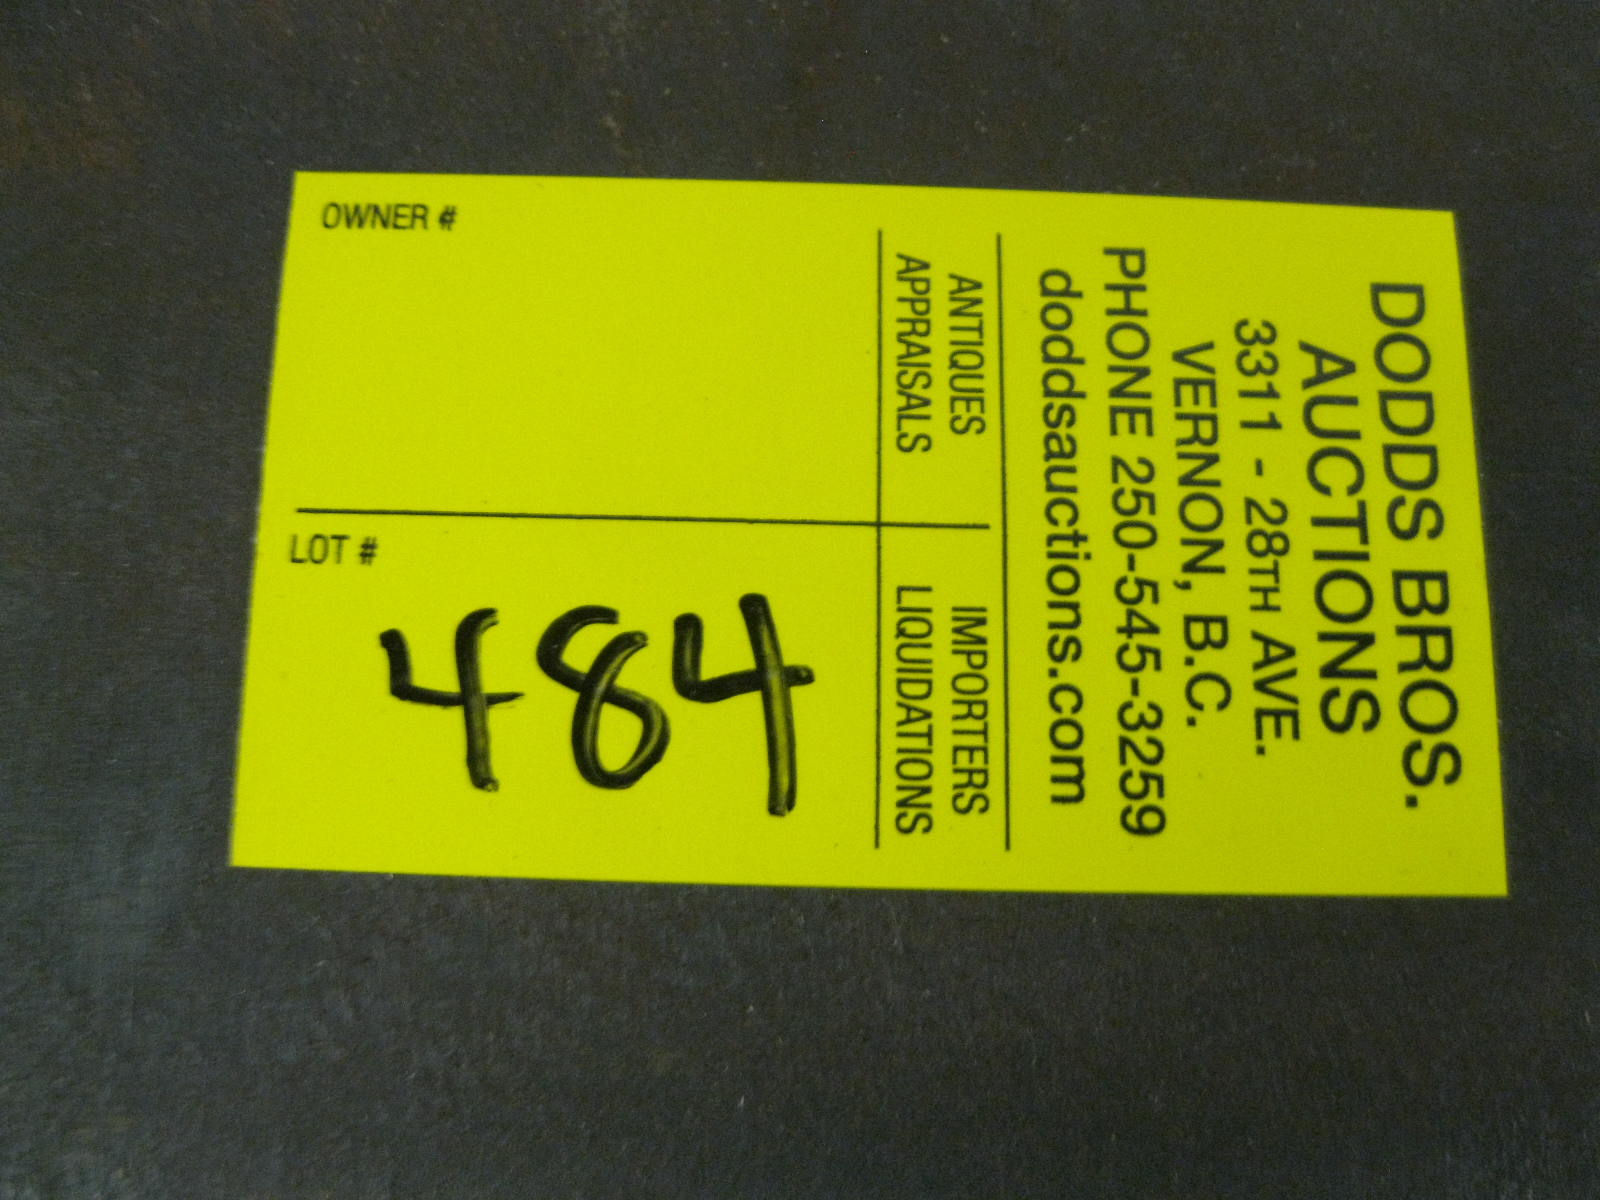 DODDS BROS.
AUCTIONS
3311 - 28TH AVE.
VERNON, B.C.
PHONE 250-545-3259
doddsauctions.com
ANTIQUES
APPRAISALS
IMPORTERS
LIQUIDATIONS
OWNER #
LOT #
484